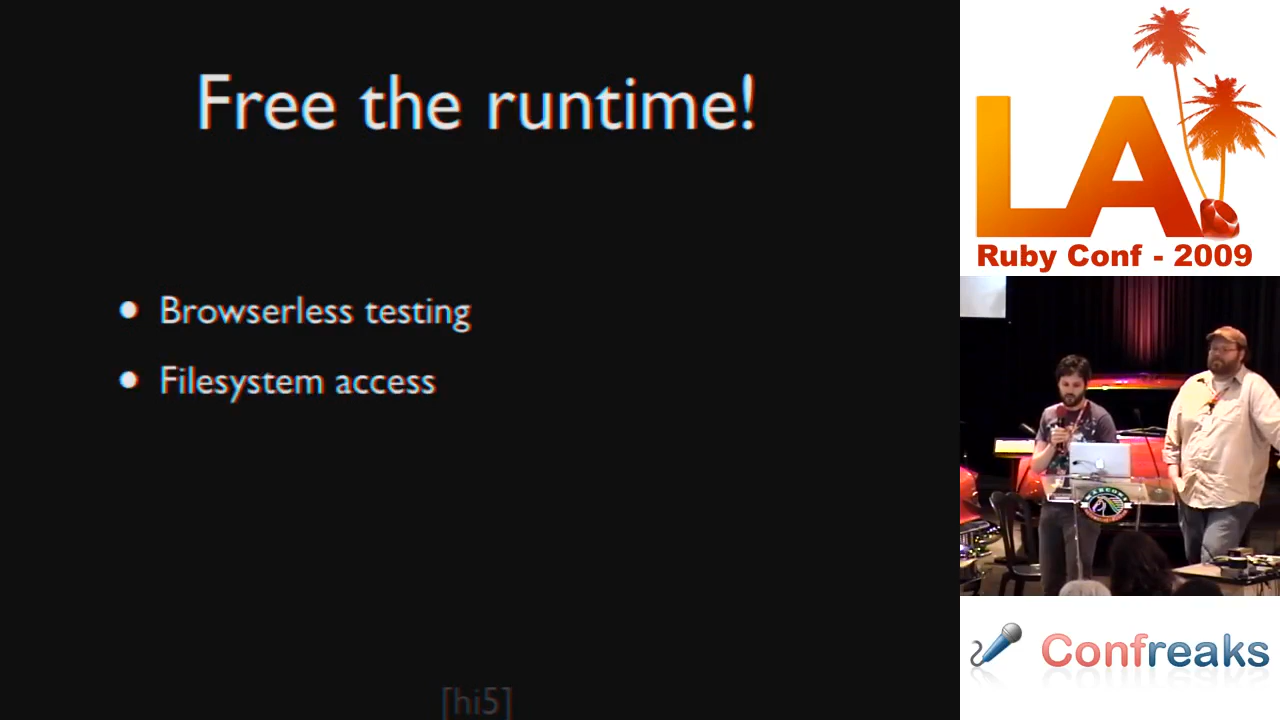 Free the runtime!
• Browserless testing
• Filesystem access
[hi5]
LA
Ruby Conf - 2009
Confreaks